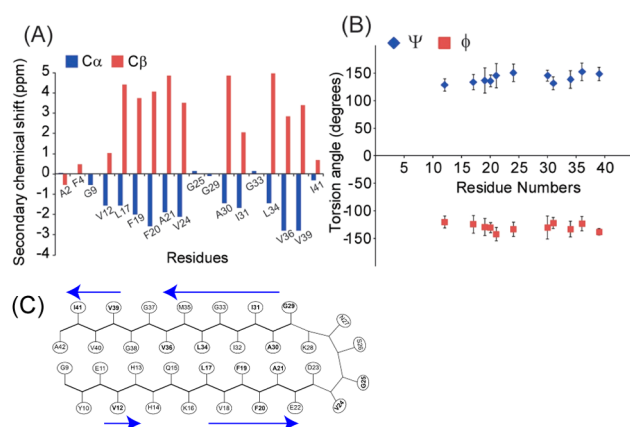 (A)
Cα Cβ
Secondary chemical shift (ppm)
5
4
3
2
1
0
-1
-2
-3
-4
A2
F4
G9
V12
L17
F19
F20
A21
V24
G25
G29
A30
I31
G33
L34
V36
V39
I41
Residues
(B)
Ψ ϕ
Torsion angle (degrees)
200
150
100
50
0
-50
-100
-150
5 10 15 20 25 30 35 40 45
Residue Numbers
(C)
I41 V39 G37 M35 G33 I31 G29
A42 V40 G38 V36 L34 I32 A30 K28
N27
S26
G25
V24
G9 E11 H13 Q15 L17 F19 A21 D23
Y10 V12 H14 K16 V18 F20 E22